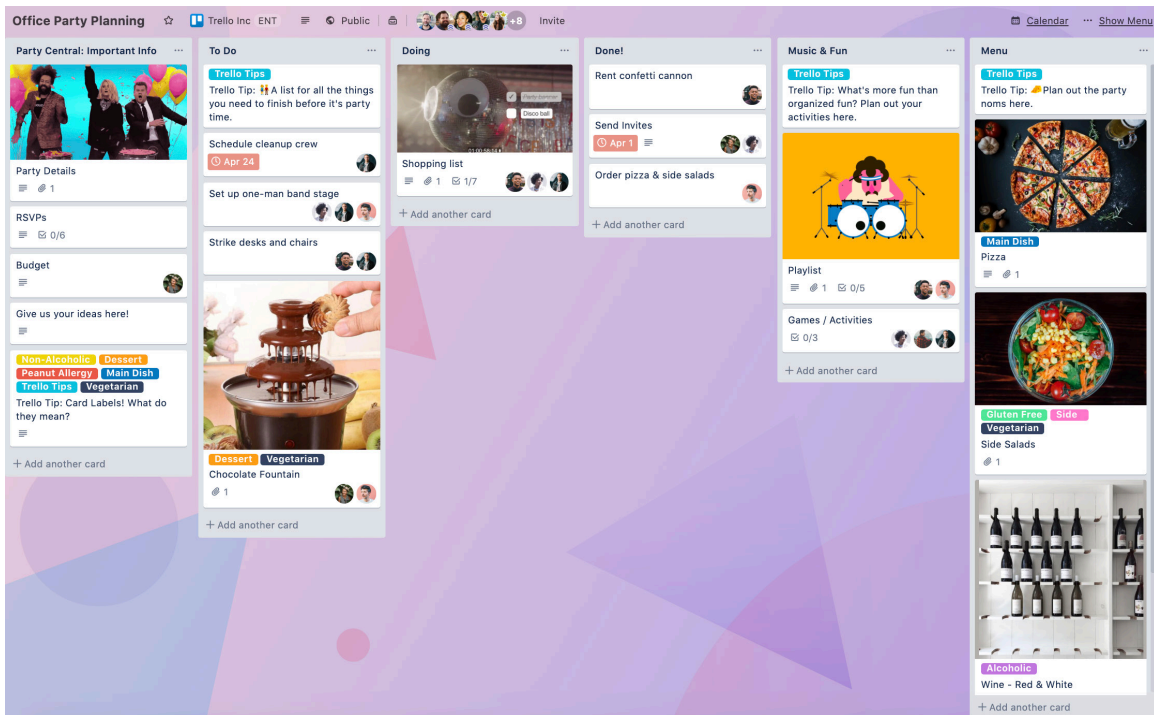 Office Party Planning
Trello Inc ENT
Public
+8
Invite
Calendar
Show Menu
Party Central: Important Info
Party Details
1
RSVPs
0/6
Budget
Give us your ideas here!
Non-Alcoholic Dessert
Peanut Allergy Main Dish
Trello Tips Vegetarian
Trello Tip: Card Labels! What do
they mean?
+ Add another card
To Do
Trello Tips
Trello Tip: A list for all the things
you need to finish before it's party
time.
Schedule cleanup crew
Apr 24
Set up one-man band stage
Strike desks and chairs
Dessert Vegetarian
Chocolate Fountain
1
+ Add another card
Doing
Disco ball
Shopping list
1 1/7
+ Add another card
Done!
Rent confetti cannon
Send Invites
Apr 1
Order pizza & side salads
+ Add another card
Music & Fun
Trello Tips
Trello Tip: What's more fun than
organized fun? Plan out your
activities here.
Playlist
1 0/5
Games / Activities
0/3
+ Add another card
Menu
Trello Tips
Trello Tip: Plan out the party
noms here.
Main Dish
Pizza
1
Gluten Free Side
Vegetarian
Side Salads
1
Alcoholic
Wine - Red & White
+ Add another card